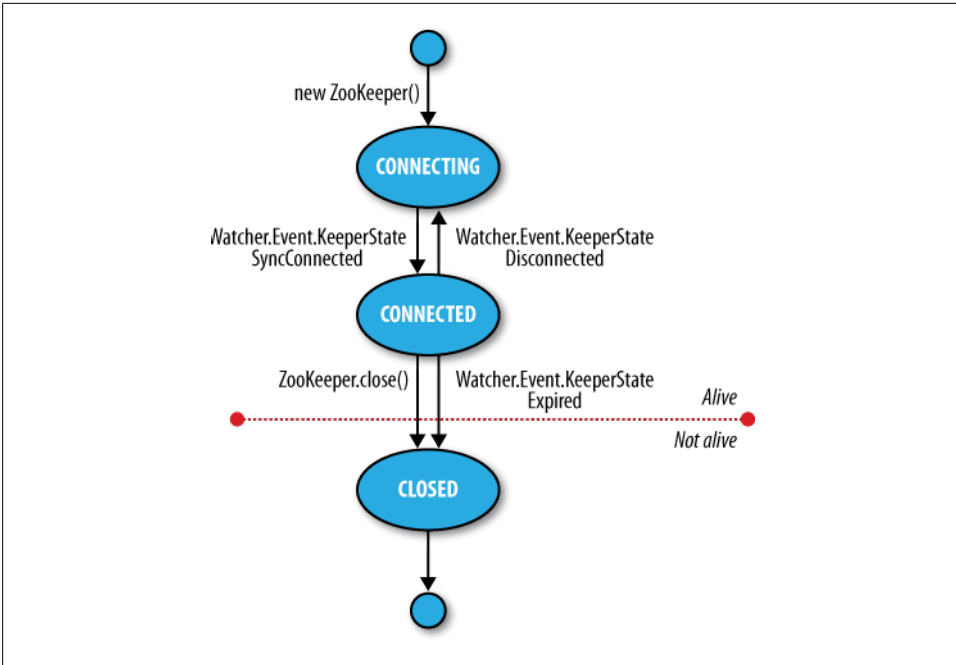 new ZooKeeper()
CONNECTING
Watcher.Event.KeeperState
SyncConnected
Watcher.Event.KeeperState
Disconnected
CONNECTED
ZooKeeper.close()
Watcher.Event.KeeperState
Expired
Alive
Not alive
CLOSED